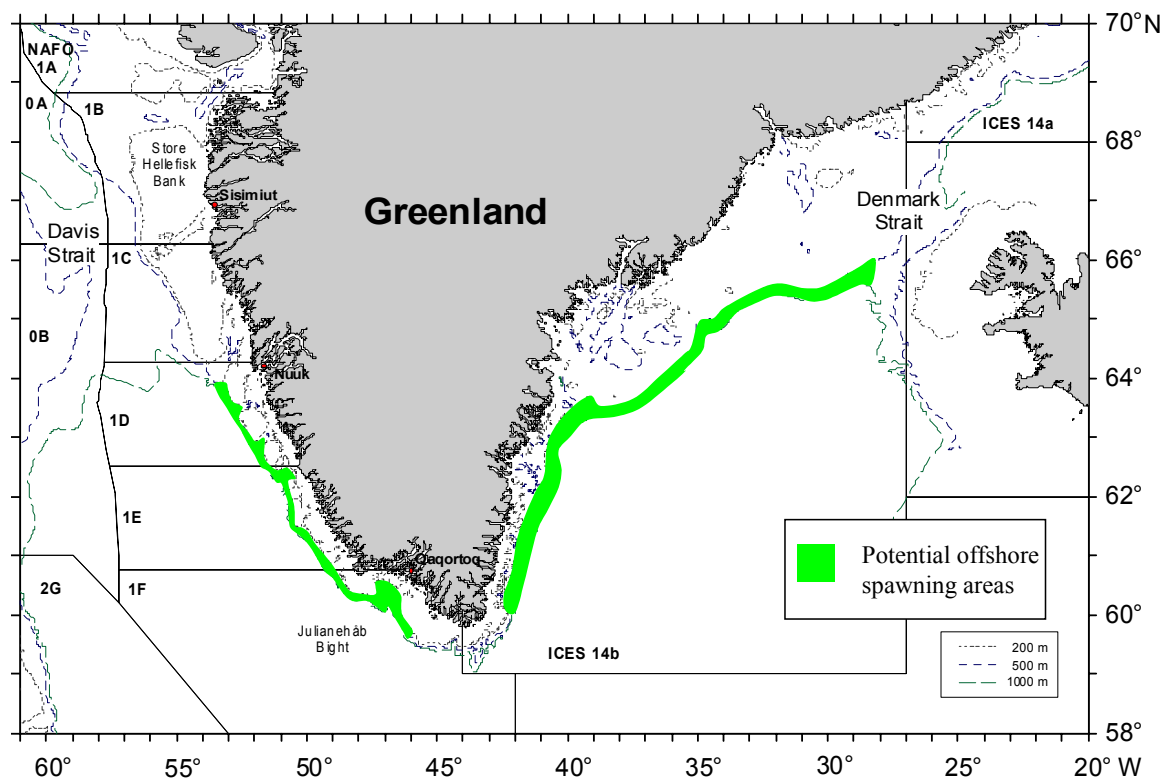 70°N
NAFO
1A
0A
1B
ICES 14a
68°
Store
Hellefisk
Bank
Sisimiut
Greenland
Denmark
Strait
Davis
Strait
1C
66°
0B
Nuuk
64°
1D
62°
1E
Qaqortoq
Potential offshore
spawning areas
2G
1F
60°
Julianehåb
Bight
ICES 14b
200 m
500 m
1000 m
58°
60°
55°
50°
45°
40°
35°
30°
25°
20° W